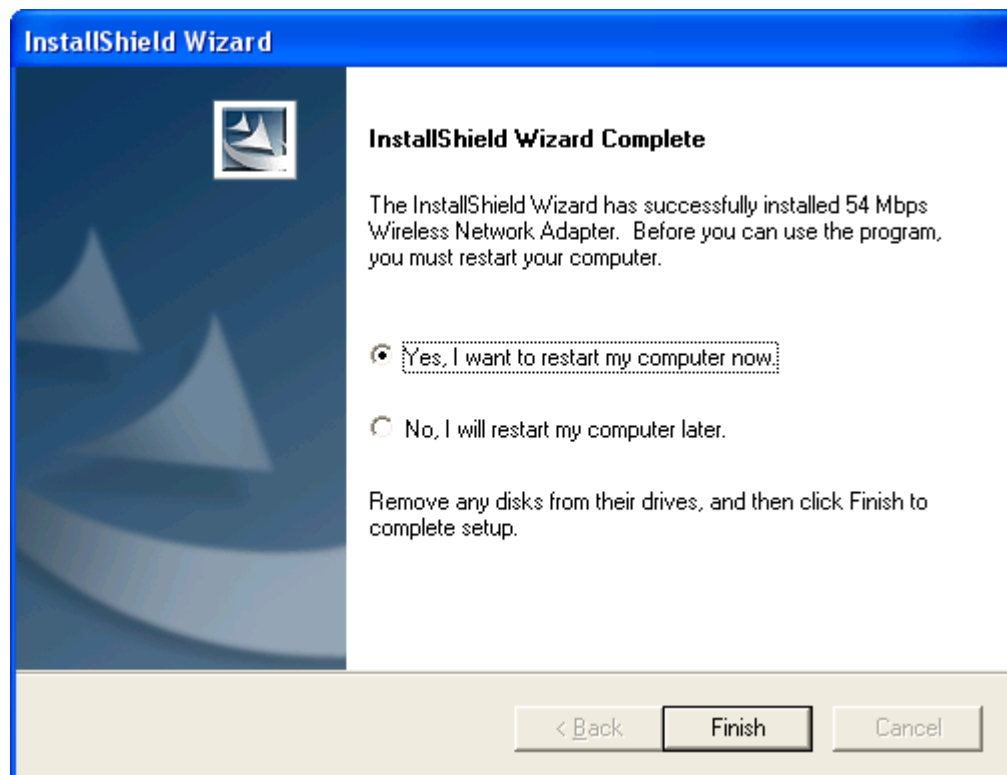 InstallShield Wizard
InstallShield Wizard Complete
The InstallShield Wizard has successfully installed 54 Mbps
Wireless Network Adapter.  Before you can use the program,
you must restart your computer.
Yes, I want to restart my computer now.
No, I will restart my computer later.
Remove any disks from their drives, and then click Finish to
complete setup.
< Back
Finish
Cancel